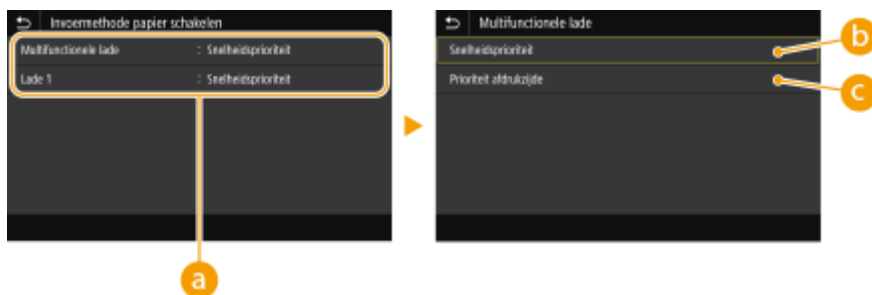 Invoermethode papier schakelen
Multifunctionele lade : Snelheidsprioriteit
Lade 1 : Snelheidsprioriteit
a
Multifunctionele lade
Snelheidsprioriteit
Prioriteit afdrukzijde
b
c